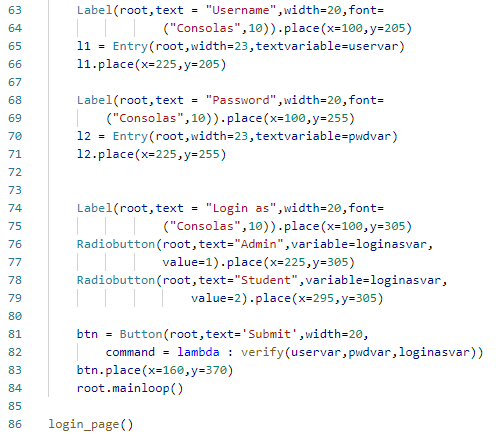 63 Label(root,text = "Username",width=20,font=
64 ("Consolas",10)).place(x=100,y=205)
65 l1 = Entry(root,width=23,textvariable=uservar)
66 l1.place(x=225,y=205)
67
68 Label(root,text = "Password",width=20,font=
69 ("Consolas",10)).place(x=100,y=255)
70 l2 = Entry(root,width=23,textvariable=pwdvar)
71 l2.place(x=225,y=255)
72
73
74 Label(root,text = "Login as",width=20,font=
75 ("Consolas",10)).place(x=100,y=305)
76 Radiobutton(root,text="Admin",variable=loginasvar,
77 value=1).place(x=225,y=305)
78 Radiobutton(root,text="Student",variable=loginasvar,
79 value=2).place(x=295,y=305)
80
81 btn = Button(root,text='Submit',width=20,
82 command = lambda : verify(uservar,pwdvar,loginasvar))
83 btn.place(x=160,y=370)
84 root.mainloop()
85
86 login_page()